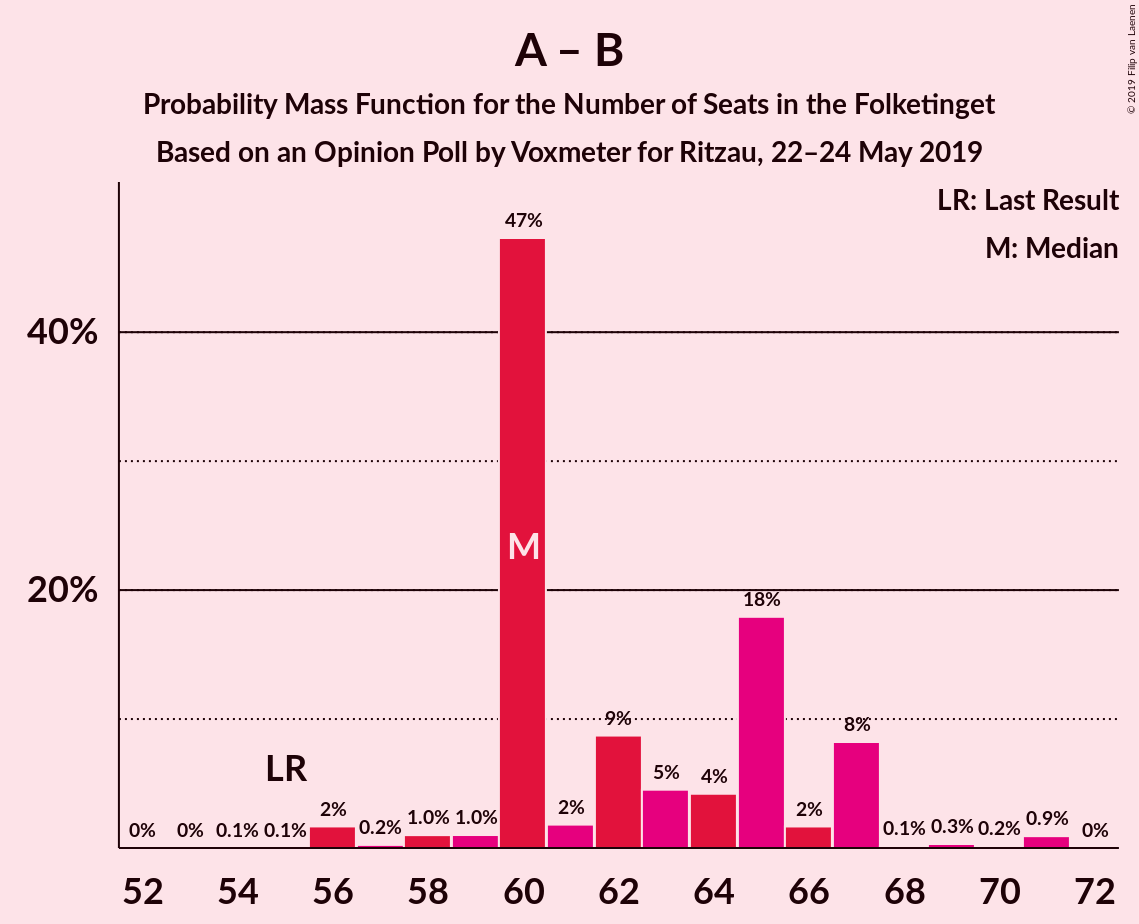 A – B
Probability Mass Function for the Number of Seats in the Folketinget
Based on an Opinion Poll by Voxmeter for Ritzau, 22–24 May 2019
© 2019 Filip van Laenen
LR: Last Result
M: Median
47%
40%
M
20%
18%
9%
8%
LR
5%
4%
2%
2%
2%
0%
0%
0.1%
0.1%
0.2%
1.0%
1.0%
0.1%
0.3%
0.2%
0.9%
0%
52 54 56 58 60 62 64 66 68 70 72